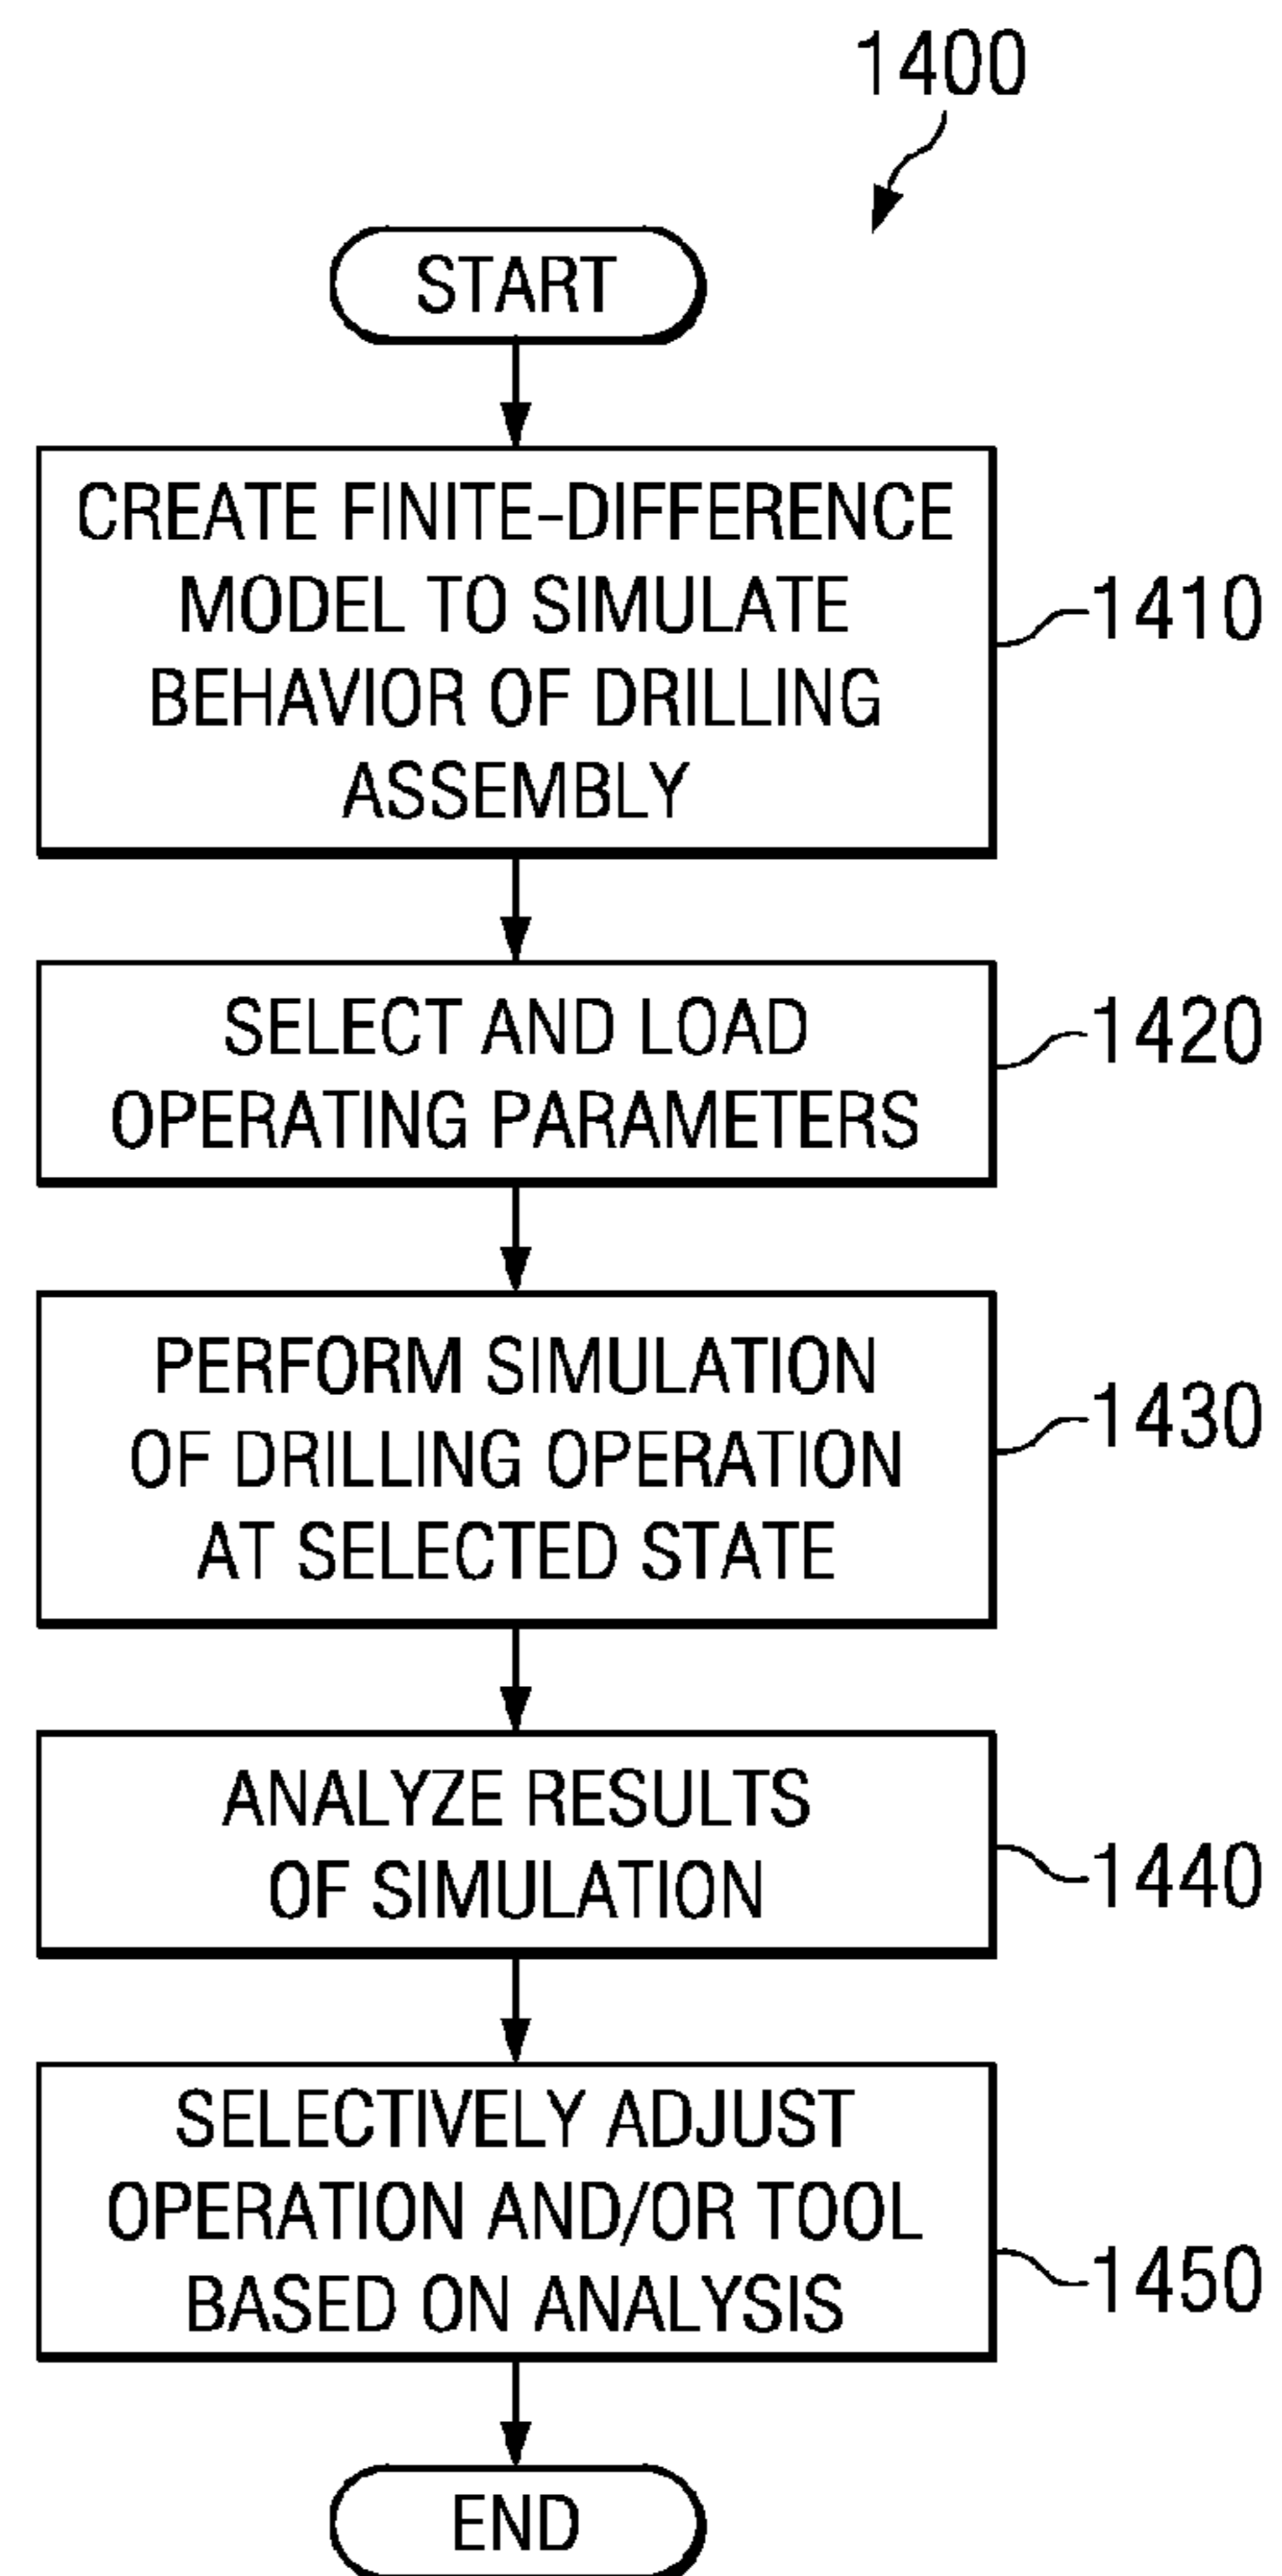 1400
START
CREATE FINITE-DIFFERENCE
MODEL TO SIMULATE
BEHAVIOR OF DRILLING
ASSEMBLY
1410
SELECT AND LOAD
OPERATING PARAMETERS
1420
PERFORM SIMULATION
OF DRILLING OPERATION
AT SELECTED STATE
1430
ANALYZE RESULTS
OF SIMULATION
1440
SELECTIVELY ADJUST
OPERATION AND/OR TOOL
BASED ON ANALYSIS
1450
END